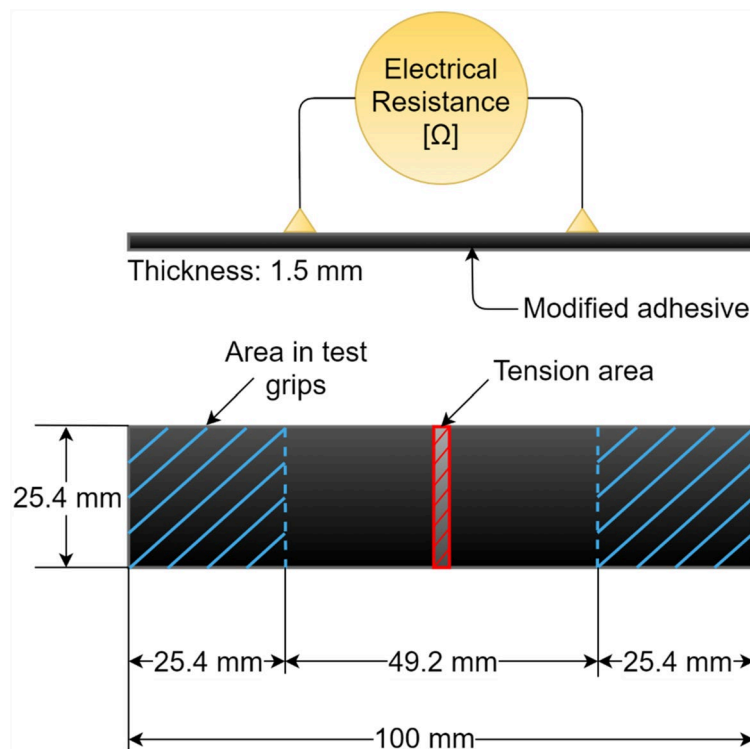 Electrical
Resistance
[Ω]
Thickness: 1.5 mm
Modified adhesive
Area in test
grips
Tension area
25.4 mm
25.4 mm
49.2 mm
25.4 mm
100 mm